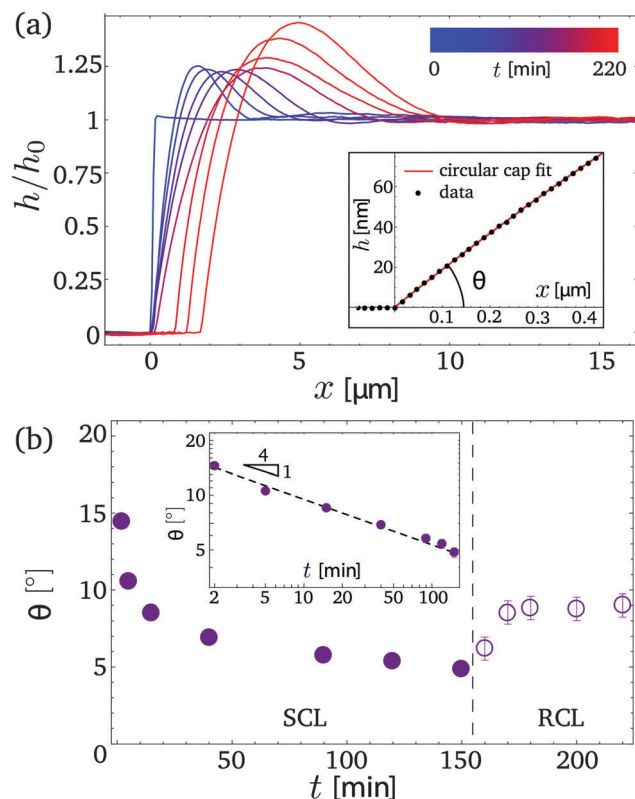 (a)
0 t [min] 220
h/h₀
1.25
1
0.75
0.5
0.25
0
0 5 10 15
x [µm]
circular cap fit
data
h [nm]
60
40
20
θ
x [µm]
0.1 0.2 0.3 0.4
(b)
θ [°]
20
15
10
5
0
50 100 150 200
t [min]
SCL
RCL
θ [°]
20
10
5
4
1
t [min]
2 5 10 20 50 100